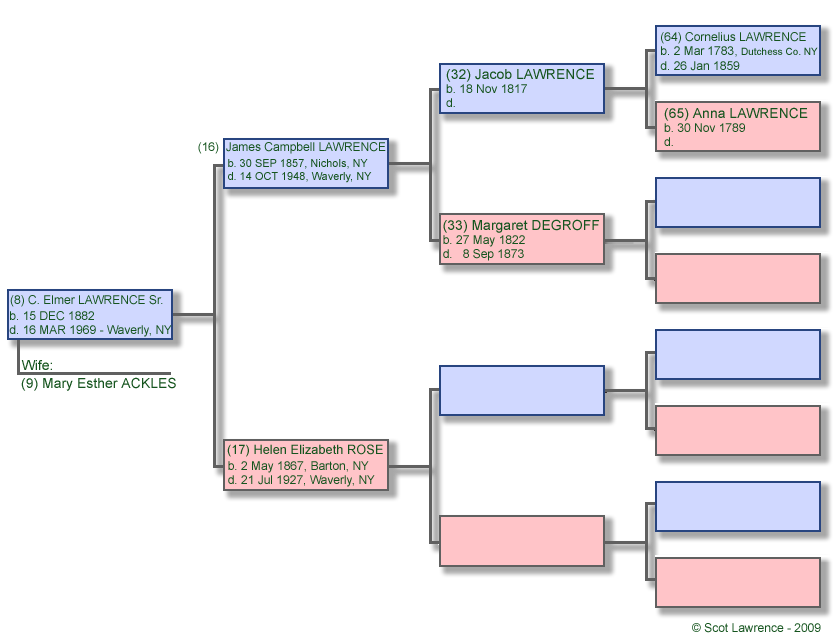 (64) Cornelius LAWRENCE
b. 2 Mar 1783, Dutchess Co. NY
d. 26 Jan 1859
(32) Jacob LAWRENCE
b. 18 Nov 1817
d.
(65) Anna LAWRENCE
b. 30 Nov 1789
d.
(16) James Campbell LAWRENCE
b. 30 SEP 1857, Nichols, NY
d. 14 OCT 1948, Waverly, NY
(33) Margaret DEGROFF
b. 27 May 1822
d. 8 Sep 1873
(8) C. Elmer LAWRENCE Sr.
b. 15 DEC 1882
d. 16 MAR 1969 - Waverly, NY
Wife:
(9) Mary Esther ACKLES
(17) Helen Elizabeth ROSE
b. 2 May 1867, Barton, NY
d. 21 Jul 1927, Waverly, NY
© Scot Lawrence - 2009